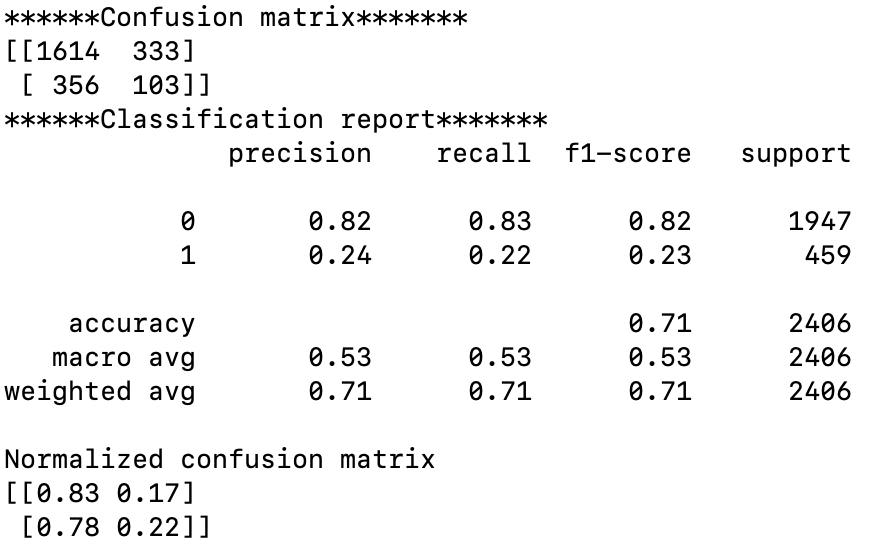 ******Confusion matrix*******
[[1614  333]
 [ 356  103]]
******Classification report*******
              precision    recall  f1-score   support

           0       0.82      0.83      0.82      1947
           1       0.24      0.22      0.23       459

    accuracy                           0.71      2406
   macro avg       0.53      0.53      0.53      2406
weighted avg       0.71      0.71      0.71      2406

Normalized confusion matrix
[[0.83 0.17]
 [0.78 0.22]]